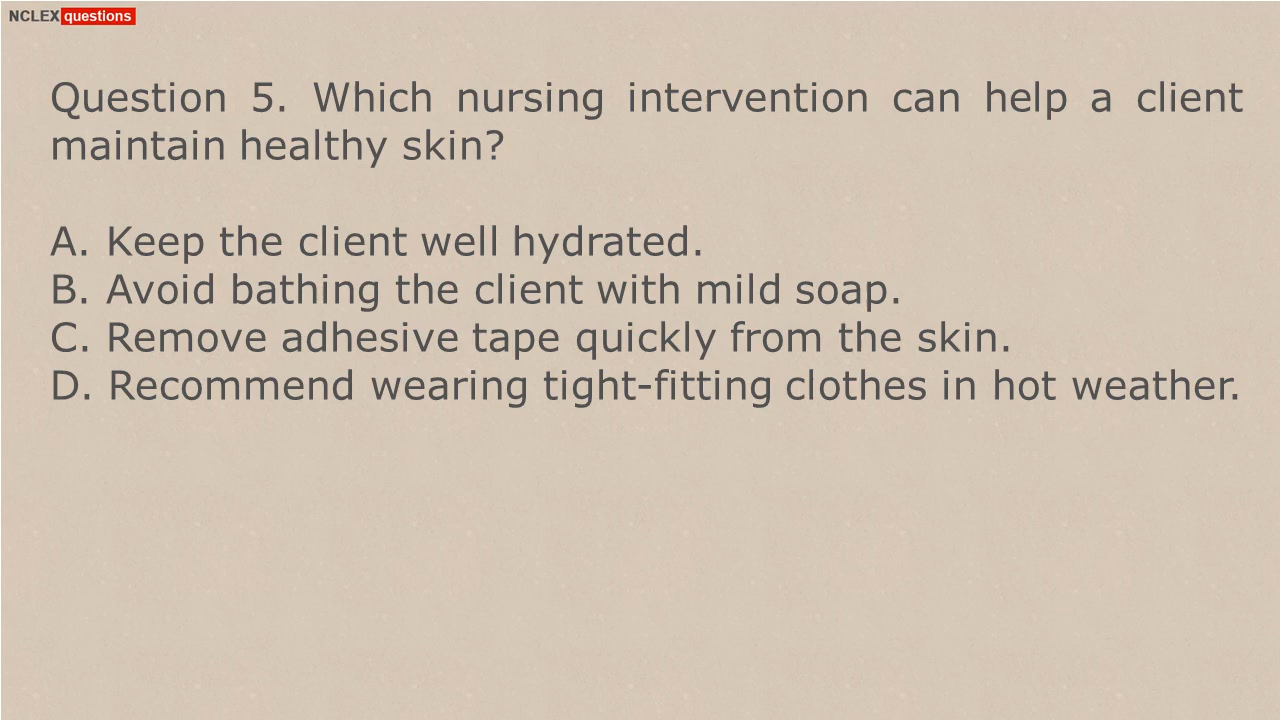 NCLEX questions
Question 5. Which nursing intervention can help a client
maintain healthy skin?
A. Keep the client well hydrated.
B. Avoid bathing the client with mild soap.
C. Remove adhesive tape quickly from the skin.
D. Recommend wearing tight-fitting clothes in hot weather.